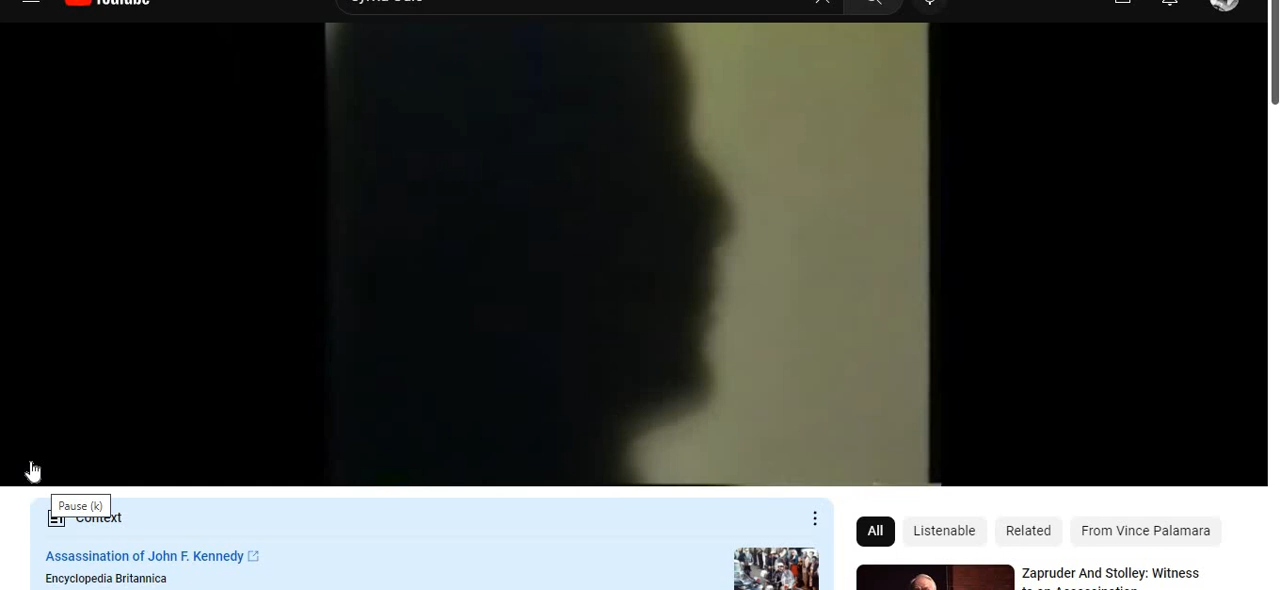 Pause (k)
Context
Assassination of John F. Kennedy
Encyclopedia Britannica
All
Listenable
Related
From Vince Palamara
Zapruder And Stolley: Witness